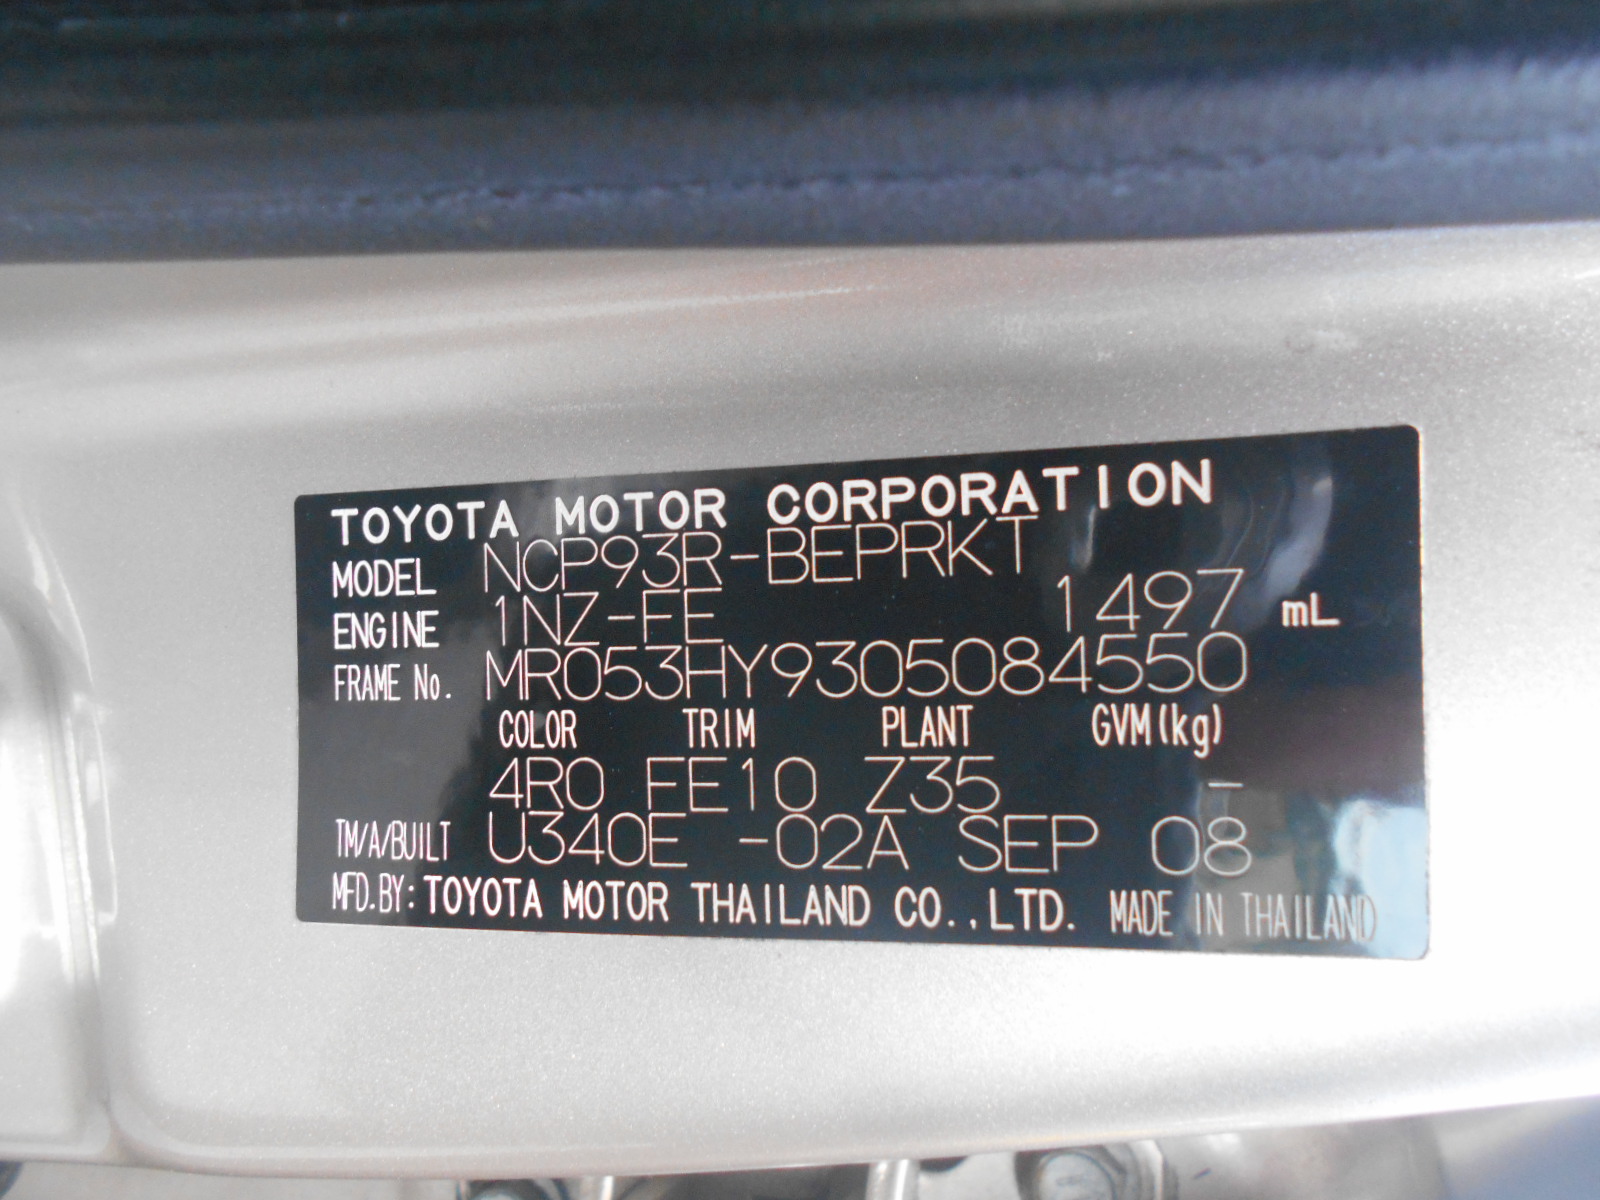 TOYOTA MOTOR CORPORATION
MODEL NCP93R-BEPRKT
ENGINE 1NZ-FE 1497 mL
FRAME No. MR053HY9305084550
COLOR TRIM PLANT GVM(kg)
4R0 FE10 Z35 -
TM/A/BUILT U340E -02A SEP 08
MFD.BY: TOYOTA MOTOR THAILAND CO.,LTD. MADE IN THAILAND